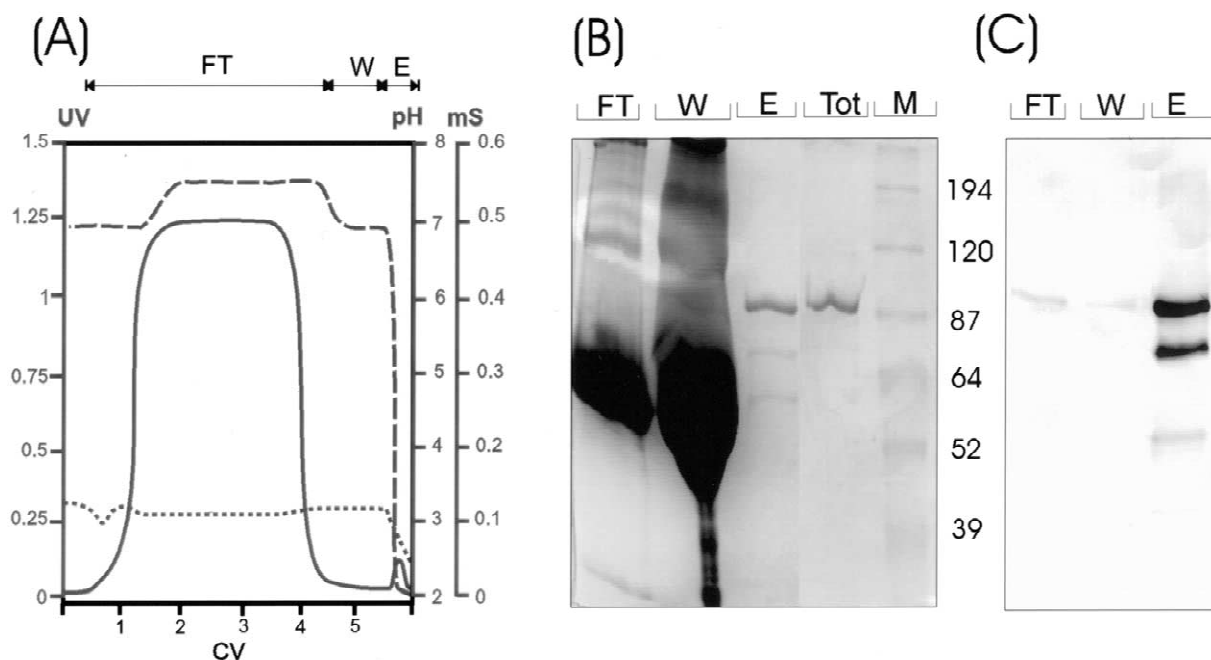 (A)
FT W E
UV pH mS
1.5 8 0.6
1.25 7 0.5
1 6 0.4
0.75 5 0.3
0.5 4 0.2
0.25 3 0.1
0 2 0
1 2 3 4 5
CV
(B)
FT W E Tot M
194
120
87
64
52
39
(C)
FT W E